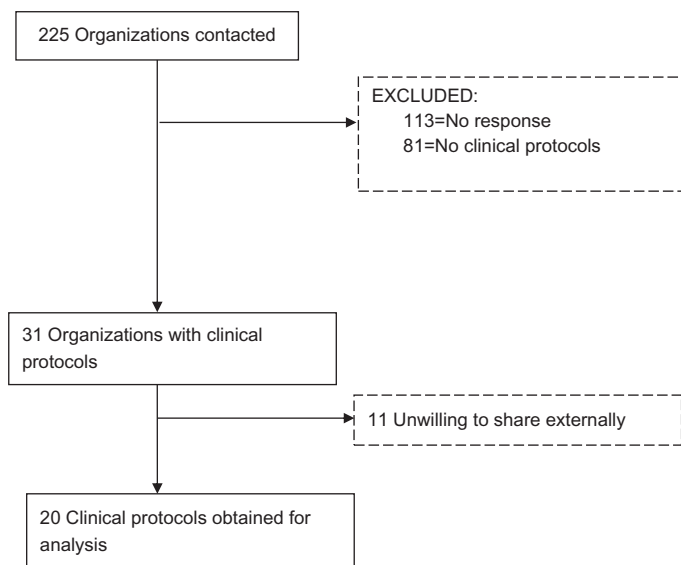 225 Organizations contacted
EXCLUDED:
113=No response
81=No clinical protocols
31 Organizations with clinical
protocols
11 Unwilling to share externally
20 Clinical protocols obtained for
analysis